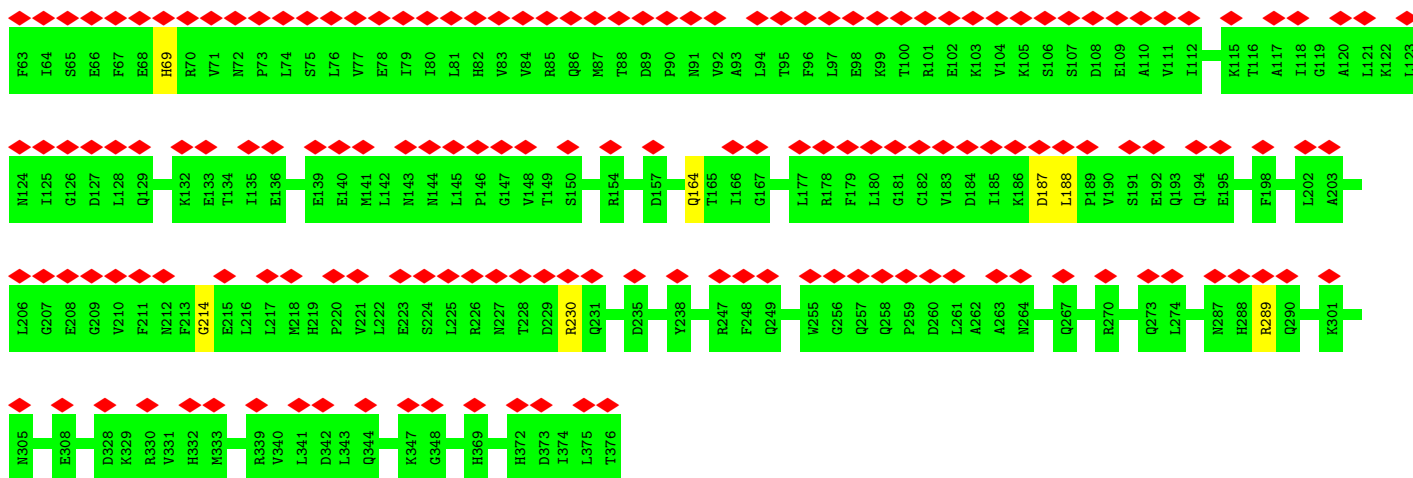 F63 I64 S65 E66 F67 E68 H69 R70 V71 N72 P73 L74 S75 L76 V77 E78 I79 I80 L81 H82 V83 V84 R85 Q86 M87 T88 D89 P90 N91 V92 A93 L94 T95 F96 L97 E98 K99 T100 R101 E102 K103 V104 K105 S106 S107 D108 E109 A110 V111 I112 K115 T116 A117 I118 G119 A120 L121 K122 L123
N124 I125 G126 D127 L128 Q129 K132 E133 T134 I135 E136 E139 E140 M141 L142 N143 N144 L145 P146 G147 V148 T149 S150 R154 D157 Q164 T165 I166 G167 L177 R178 F179 L180 G181 C182 V183 D184 I185 K186 D187 L188 P189 V190 S191 E192 Q193 Q194 E195 F198 L202 A203
L206 G207 E208 G209 V210 F211 N212 F213 G214 E215 L216 L217 M218 H219 P220 V221 L222 E223 S224 L225 R226 N227 T228 D229 R230 Q231 D235 Y238 R247 F248 Q249 W255 G256 Q257 Q258 P259 D260 L261 A262 A263 N264 Q267 R270 Q273 L274 N287 H288 R289 Q290 K301
N305 E308 D328 K329 R330 V331 H332 M333 R339 V340 L341 D342 L343 Q344 K347 G348 H369 H372 D373 I374 L375 T376